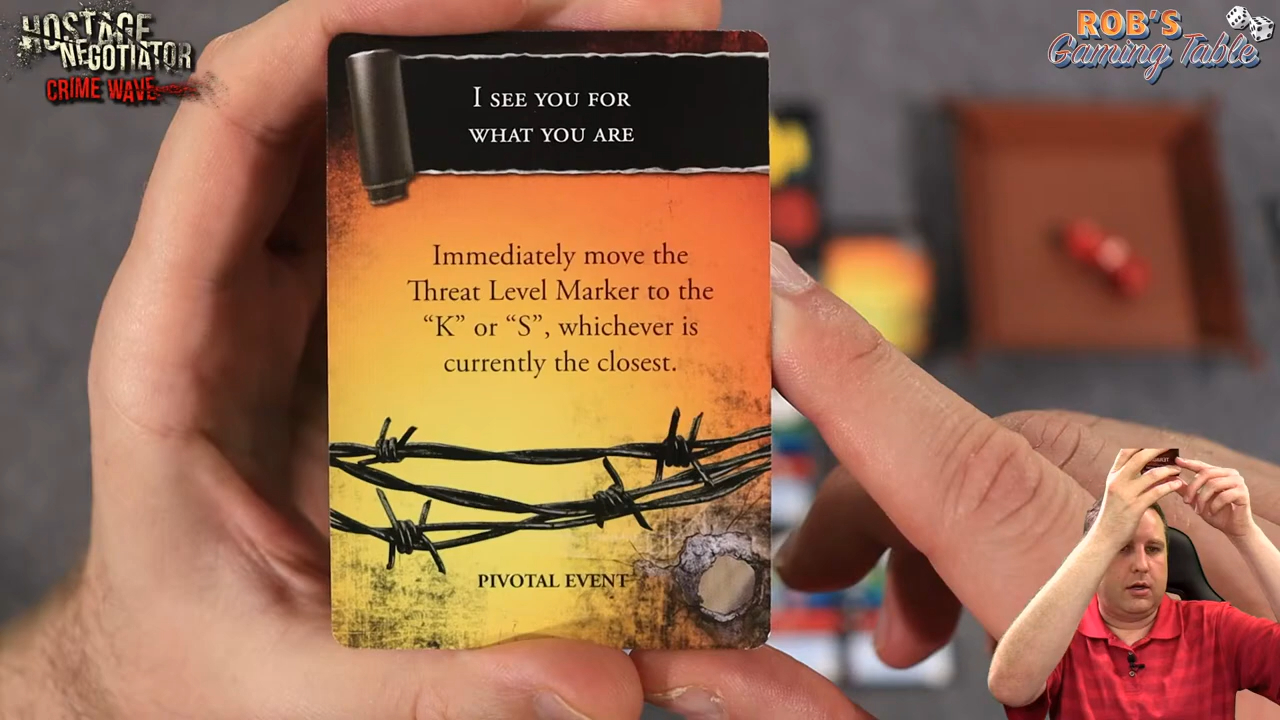 HOSTAGE
NEGOTIATOR
CRIME WAVE
ROB'S
Gaming Table
I SEE YOU FOR
WHAT YOU ARE
Immediately move the
Threat Level Marker to the
“K” or “S”, whichever is
currently the closest.
PIVOTAL EVENT